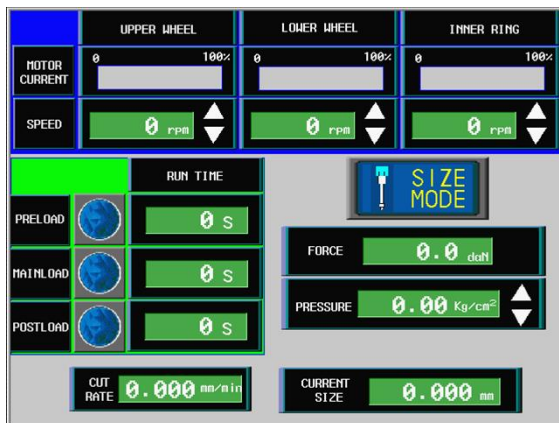 UPPER WHEEL LOWER WHEEL INNER RING
MOTOR CURRENT 0 100% 0 100% 0 100%
SPEED 0 rpm 0 rpm 0 rpm
RUN TIME
SIZE MODE
PRELOAD 0 S
FORCE 0.0 daN
MAINLOAD 0 S
PRESSURE 0.00 Kg/cm²
POSTLOAD 0 S
CUT RATE 0.000 mm/min
CURRENT SIZE 0.000 mm